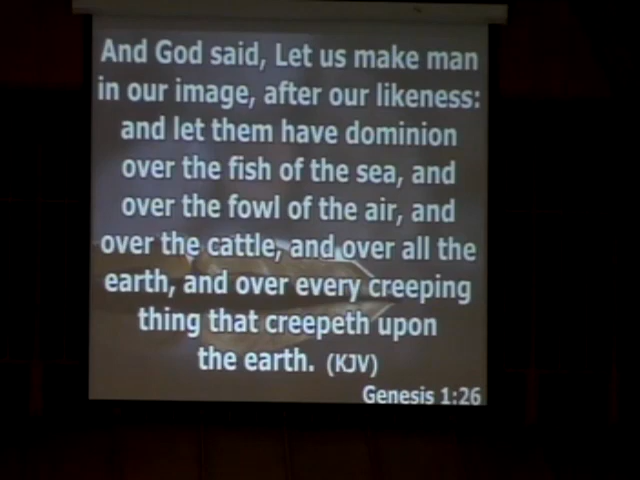 And God said, Let us make man
in our image, after our likeness:
and let them have dominion
over the fish of the sea, and
over the fowl of the air, and
over the cattle, and over all the
earth, and over every creeping
thing that creepeth upon
the earth. (KJV)
Genesis 1:26